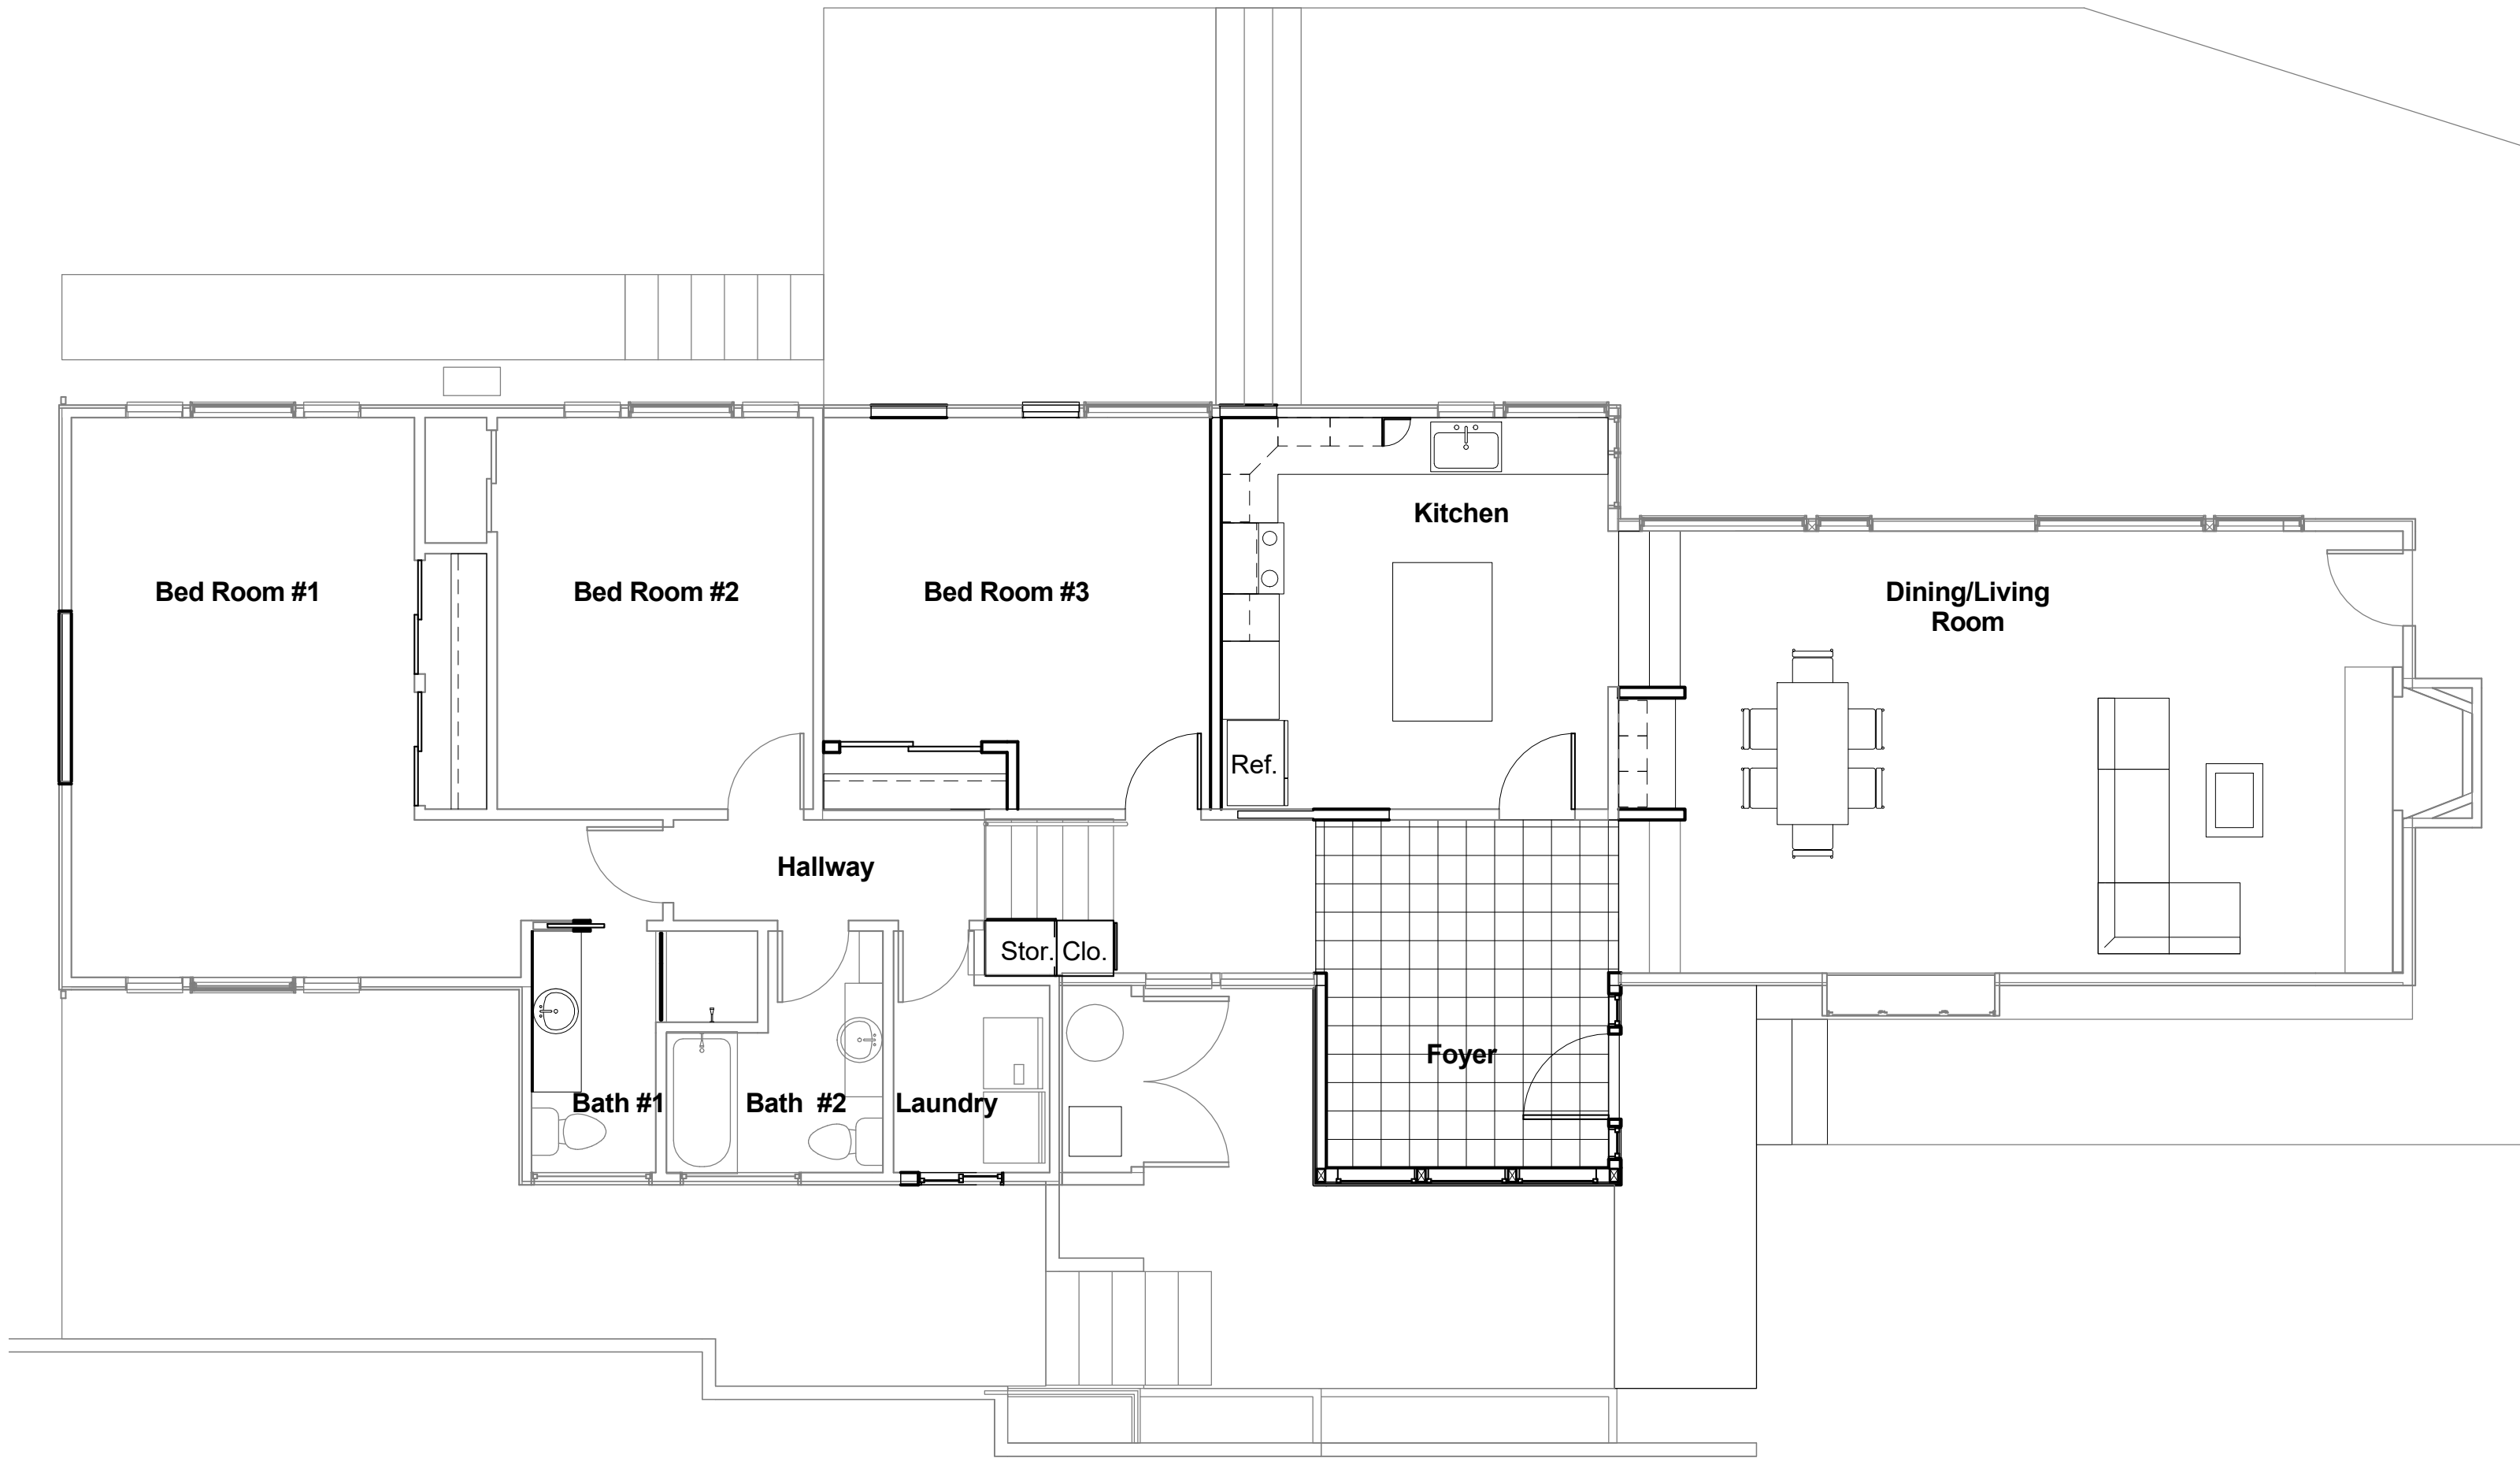 Kitchen
Bed Room #1
Bed Room #2
Bed Room #3
Dining/Living
Room
Ref.
Hallway
Stor.
Clo.
Foyer
Bath #1
Bath #2
Laundry